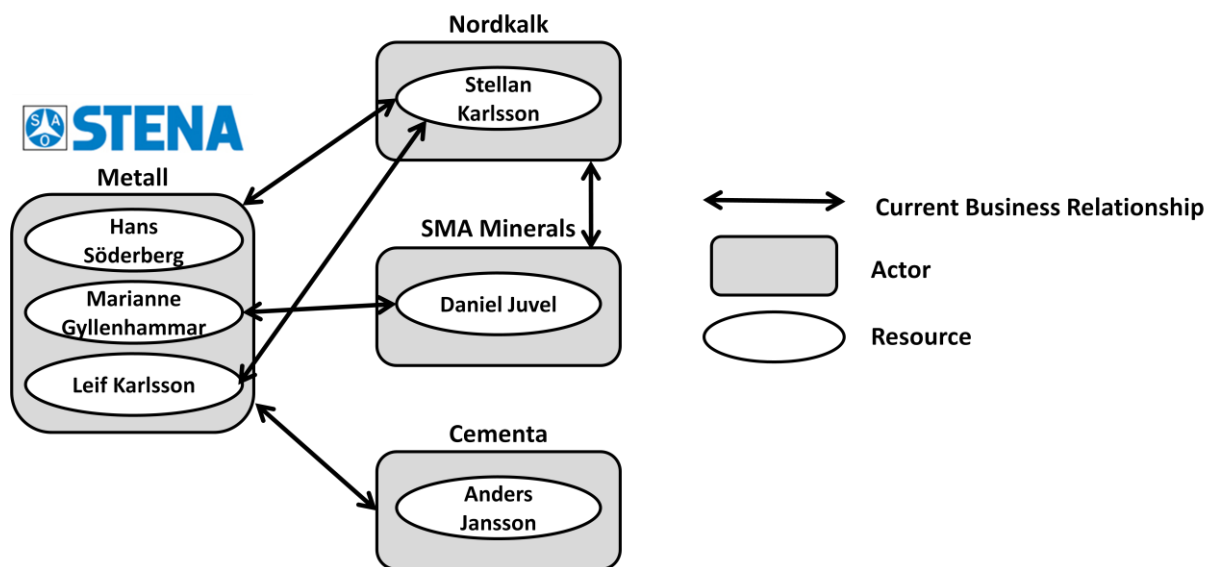 Nordkalk
Stellan
Karlsson
S A
O
STENA
Metall
Hans
Söderberg
Marianne
Gyllenhammar
Leif Karlsson
SMA Minerals
Daniel Juvel
Cementa
Anders
Jansson
Current Business Relationship
Actor
Resource